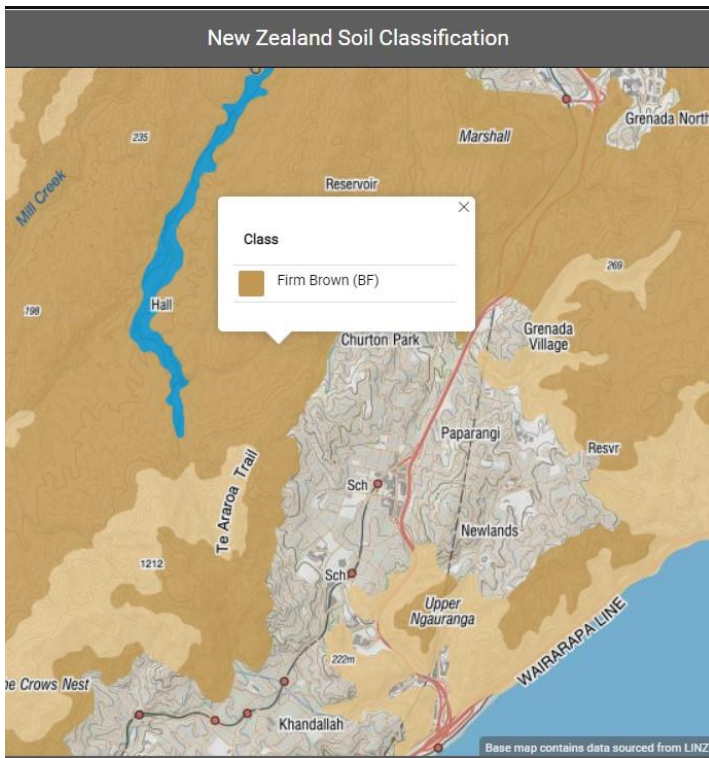 New Zealand Soil Classification
Grenada North
235
Marshall
Mill Creek
Reservoir
Class
Firm Brown (BF)
269
198
Hall
Churton Park
Grenada
Village
Paparangi
Te Araroa Trail
Resvr
Sch
Newlands
1212
Sch
Upper
Ngauranga
WAIRARAPA LINE
222m
e Crows Nest
Khandallah
Base map contains data sourced from LINZ